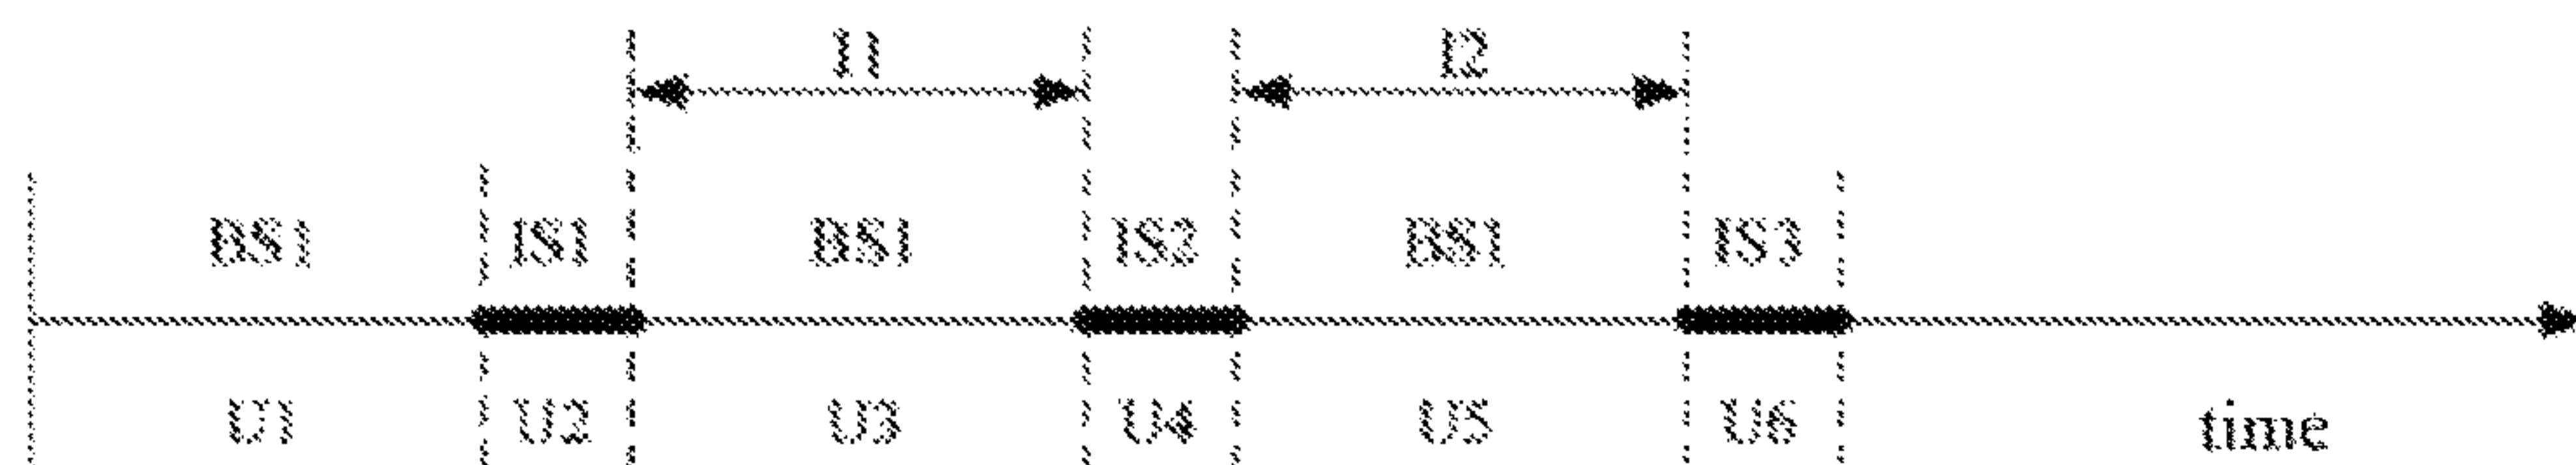 I1 I2
BS1 IS1 BS1 IS2 BS1 IS3
U1 U2 U3 U4 U5 U6 time